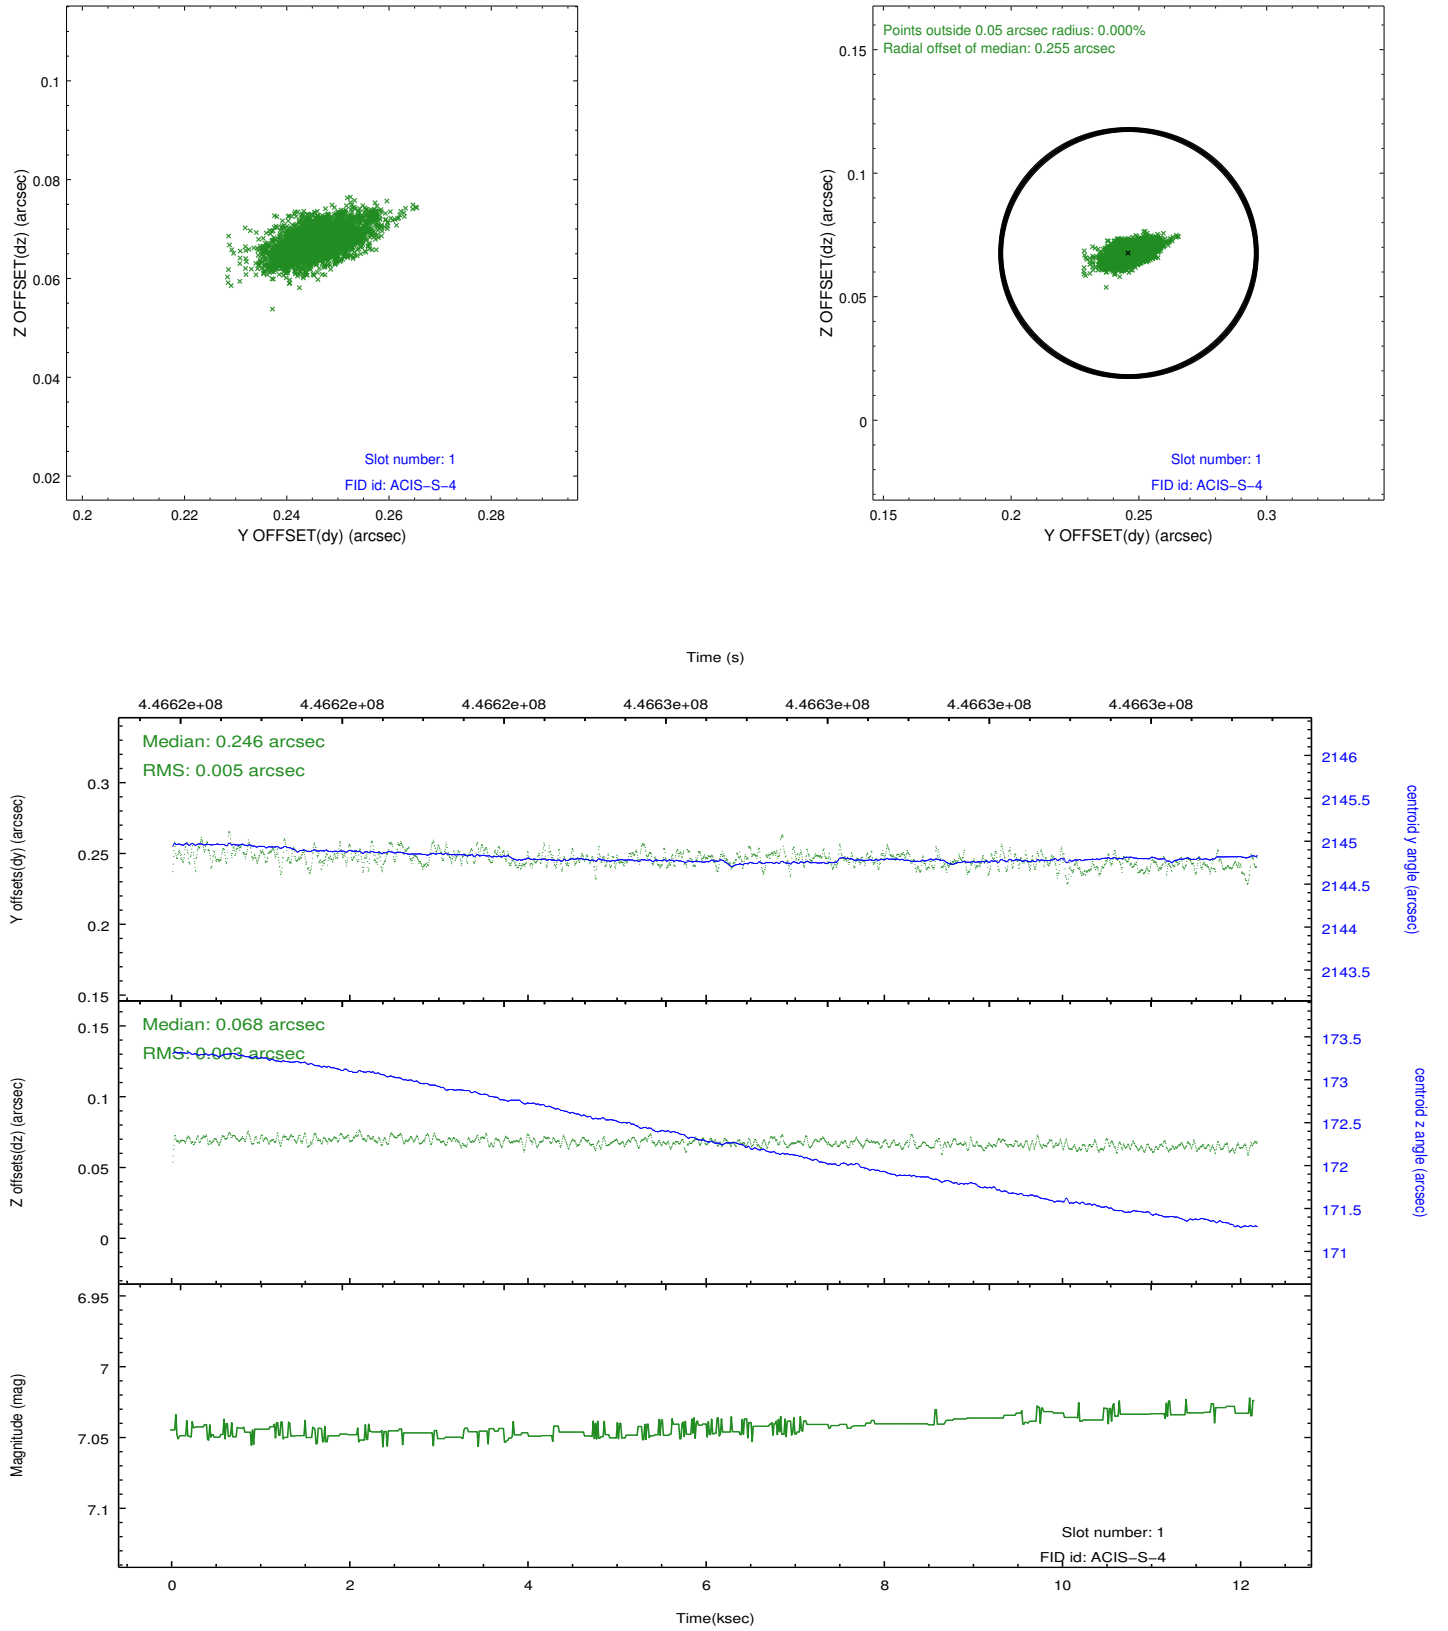 0.1
0.08
0.06
0.04
0.02
Z OFFSET(dz) (arcsec)
Slot number: 1
FID id: ACIS−S−4
0.2 0.22 0.24 0.26 0.28
Y OFFSET(dy) (arcsec)
Points outside 0.05 arcsec radius: 0.000%
Radial offset of median: 0.255 arcsec
0.15
0.1
0.05
0
Z OFFSET(dz) (arcsec)
Slot number: 1
FID id: ACIS−S−4
0.15 0.2 0.25 0.3
Y OFFSET(dy) (arcsec)
Time (s)
4.4662e+08 4.4662e+08 4.4662e+08 4.4663e+08 4.4663e+08 4.4663e+08 4.4663e+08
Median: 0.246 arcsec
RMS: 0.005 arcsec
0.3
0.25
0.2
0.15
Y offsets(dy) (arcsec)
2146
2145.5
2145
2144.5
2144
2143.5
centroid y angle (arcsec)
Median: 0.068 arcsec
RMS: 0.003 arcsec
0.15
0.1
0.05
0
Z offsets(dz) (arcsec)
173.5
173
172.5
172
171.5
171
centroid z angle (arcsec)
6.95
7
7.05
7.1
Magnitude (mag)
Slot number: 1
FID id: ACIS−S−4
0 2 4 6 8 10 12
Time(ksec)